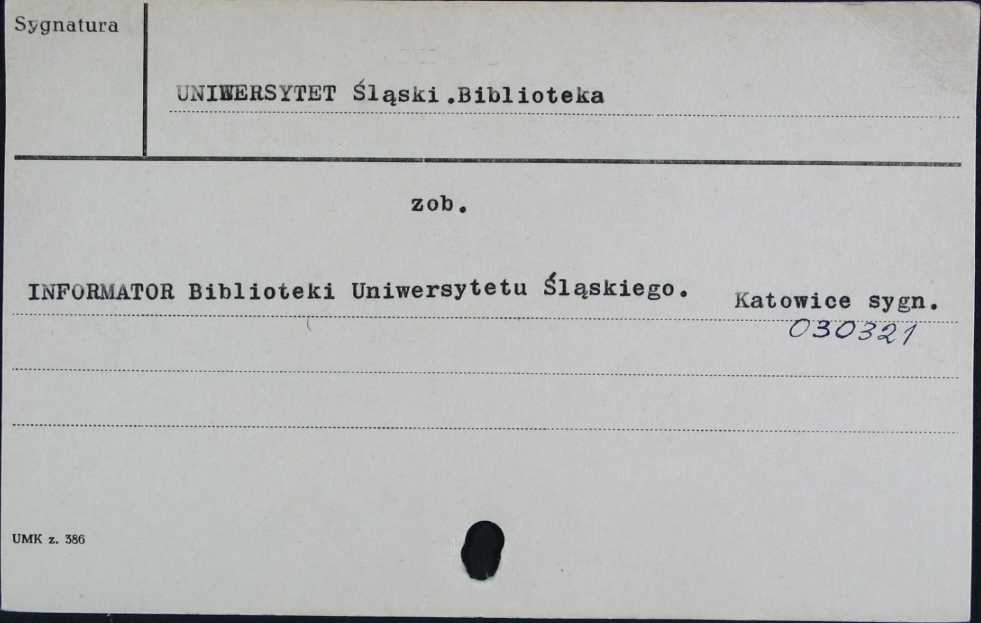 Sygnatura
UNIWERSYTET Śląski.Biblioteka
zob.
INFORMATOR Biblioteki Uniwersytetu Śląskiego. Katowice sygn.
030321
UMK z. 386